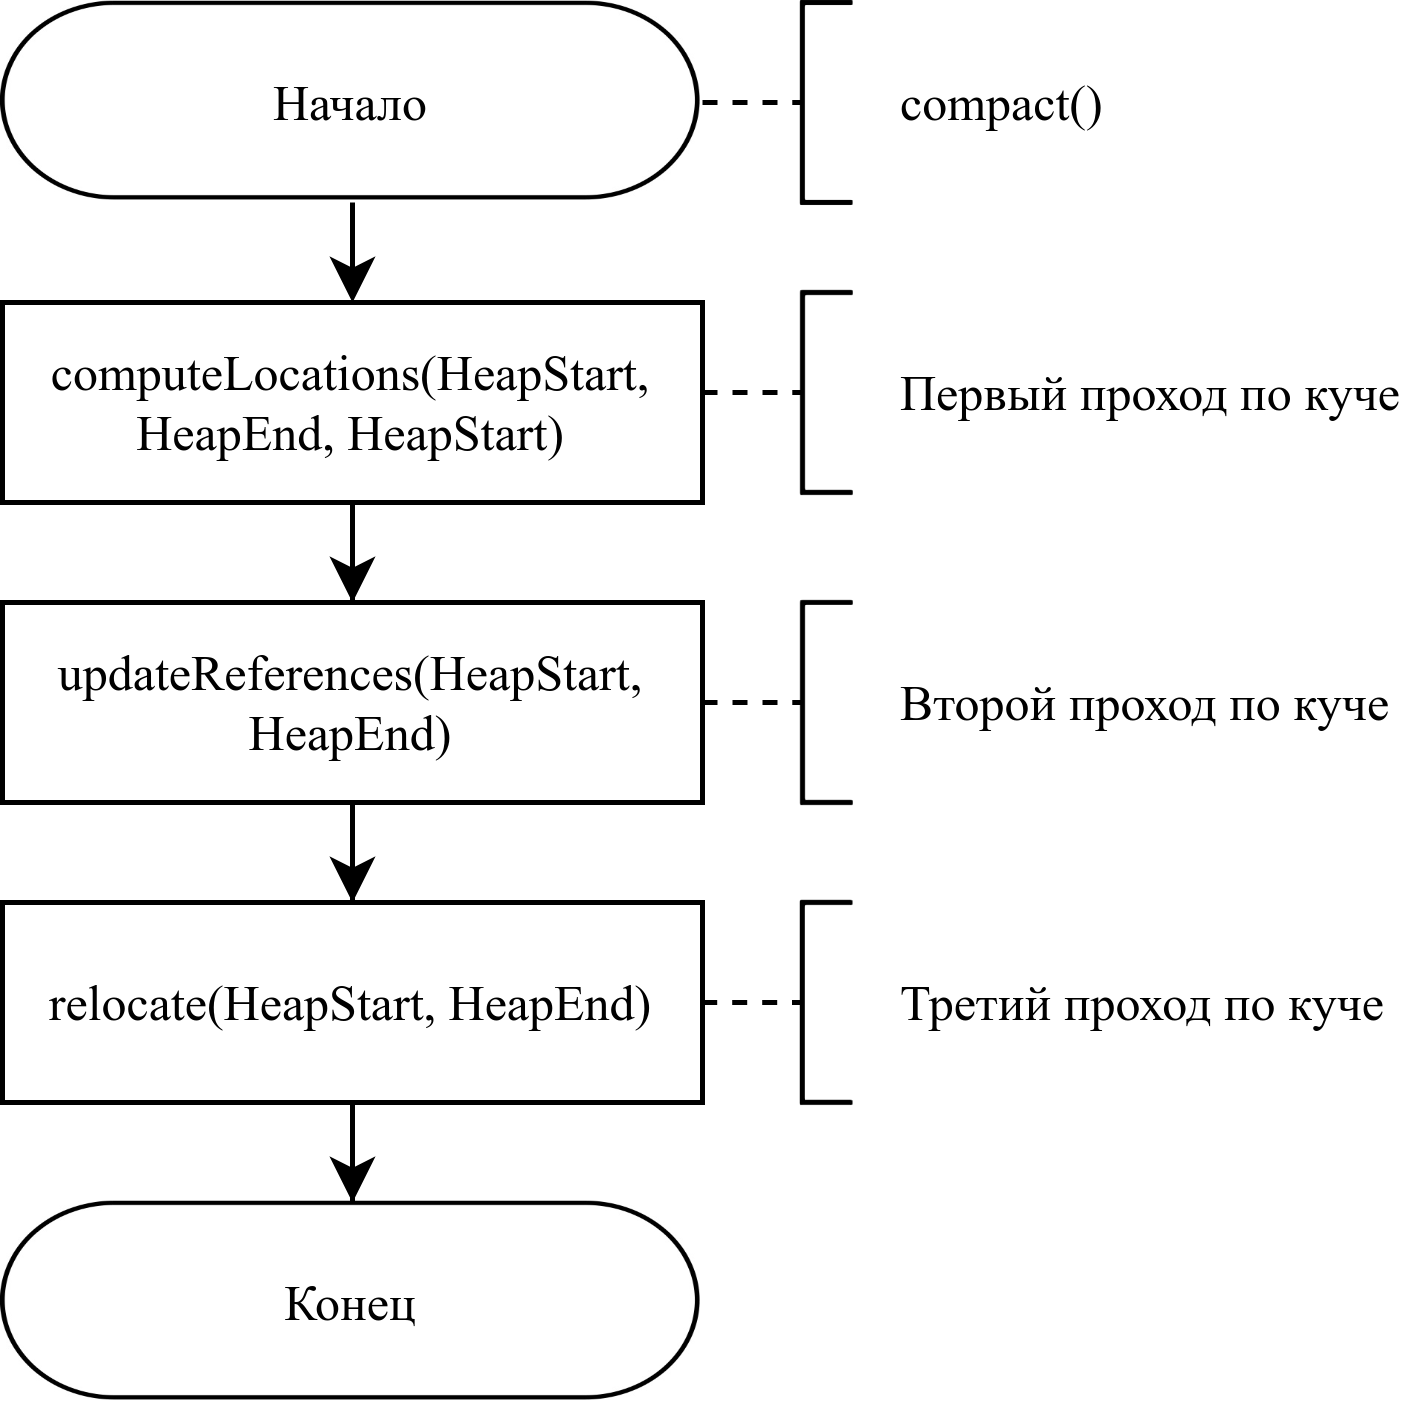 Начало
compact()
computeLocations(HeapStart,
HeapEnd, HeapStart)
Первый проход по куче
updateReferences(HeapStart,
HeapEnd)
Второй проход по куче
relocate(HeapStart, HeapEnd)
Третий проход по куче
Конец